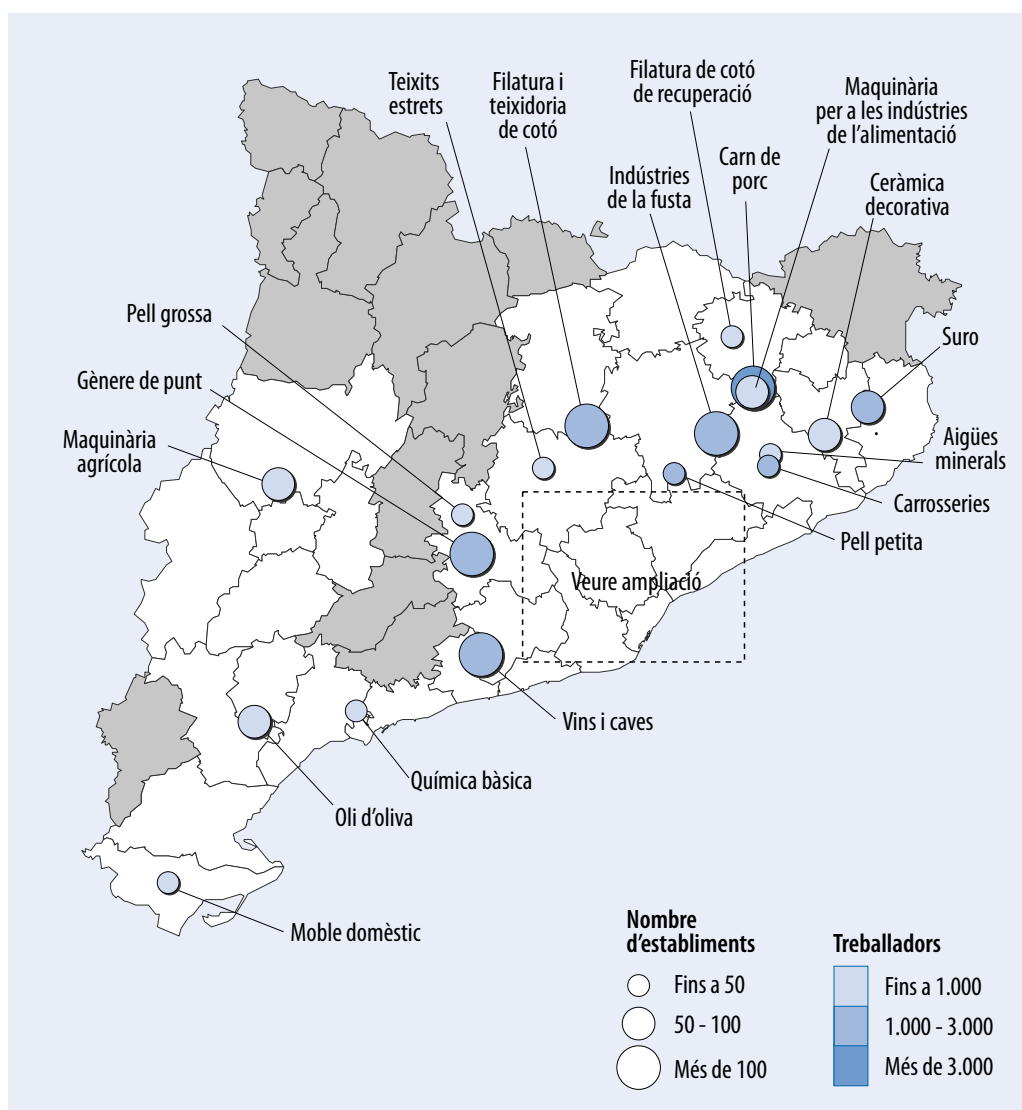 Teixits
estrets
Filatura i
teixidoria
de cotó
Filatura de cotó
de recuperació
Maquinària
per a les indústries
de l'alimentació
Indústries
de la fusta
Carn de
porc
Ceràmica
decorativa
Pell grossa
Gènere de punt
Maquinària
agrícola
Suro
Aigües
minerals
Carrosseries
Pell petita
Veure ampliació
Vins i caves
Química bàsica
Oli d'oliva
Moble domèstic
Nombre
d'establiments
Fins a 50
50 - 100
Més de 100
Treballadors
Fins a 1.000
1.000 - 3.000
Més de 3.000